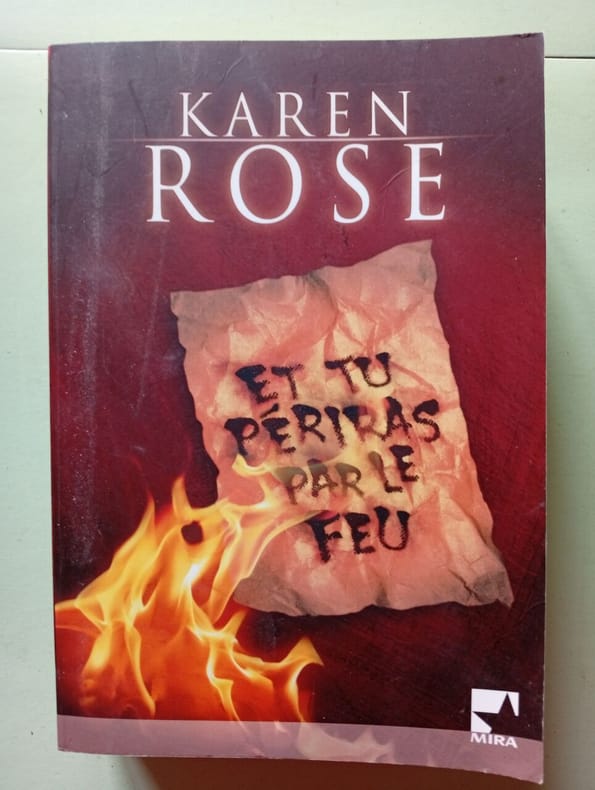 KAREN
ROSE
ET TU
PÉRIRAS
PAR LE
FEU
MIRA